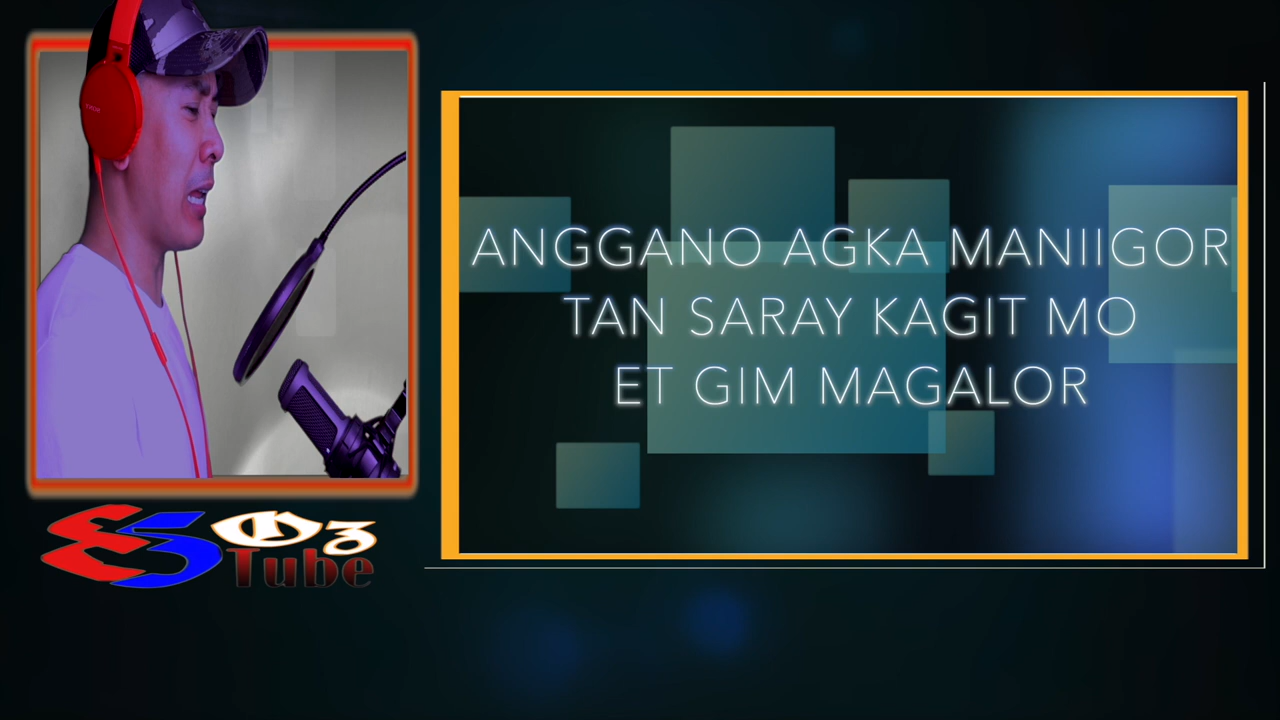 ANGGANO AGKA MANIIGOR
TAN SARAY KAGIT MO
ET GIM MAGALOR
Tube